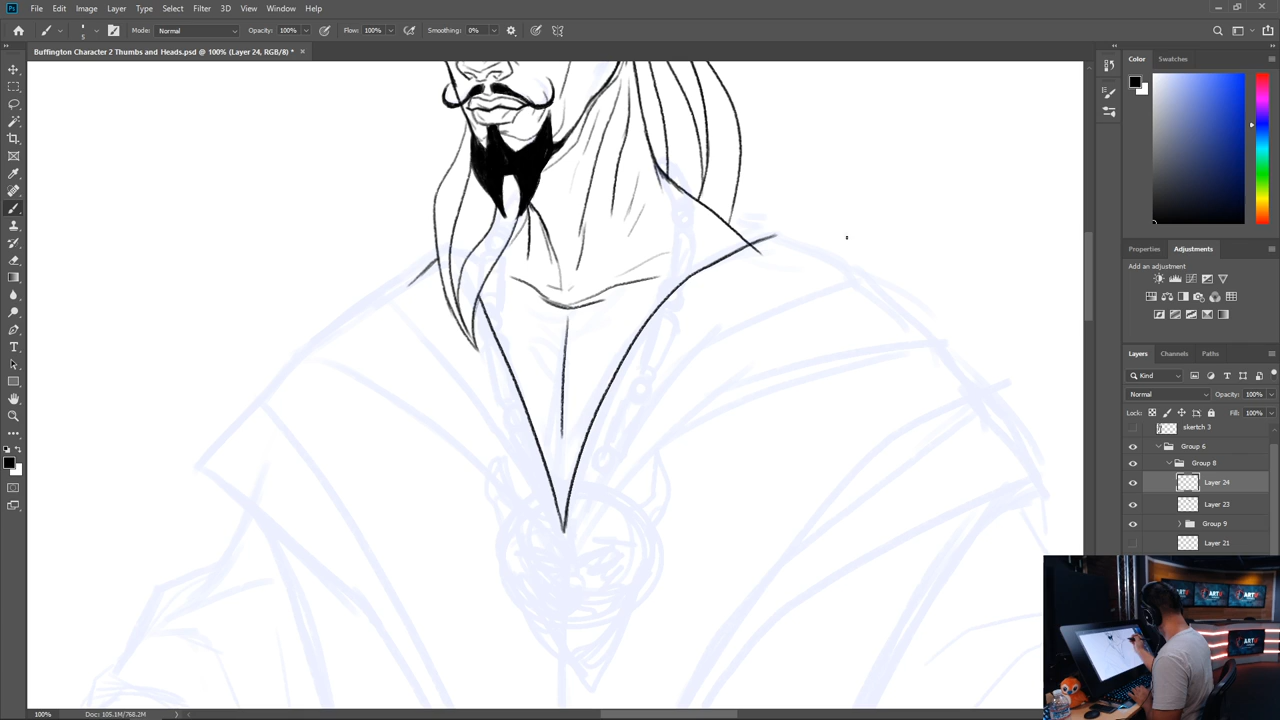 Ps File Edit Image Layer Type Select Filter 3D View Window Help
5 Mode: Normal Opacity: 100% Flow: 100% Smoothing: 0%
Buffington Character 2 Thumbs and Heads.psd @ 100% (Layer 24, RGB/8) *
Color Swatches
Properties Adjustments
Add an adjustment
Layers Channels Paths
Kind
Normal Opacity: 100%
Lock: Fill: 100%
skertch 3
Group 6
Group 8
Layer 24
Layer 23
Group 9
Layer 21
100% Doc: 105.1M/768.2M